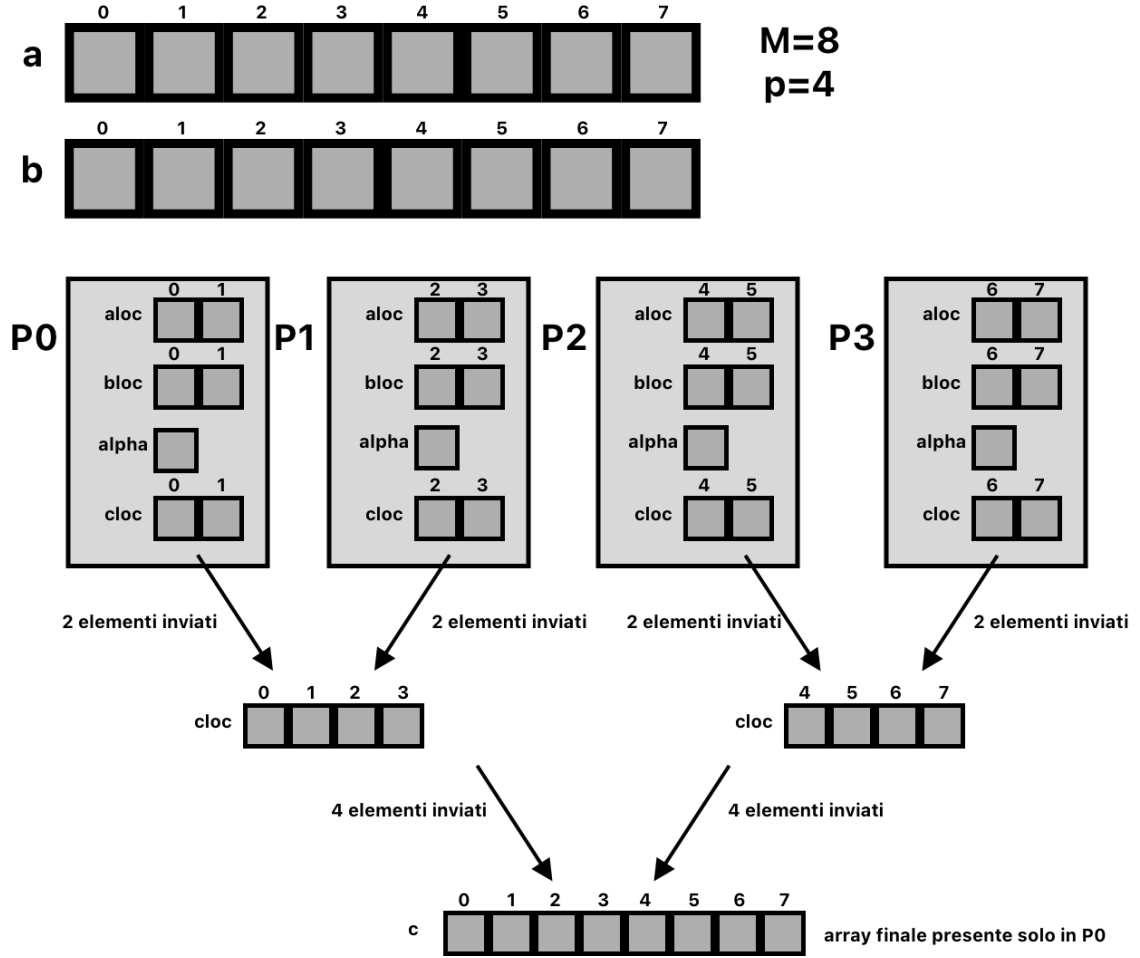 0 1 2 3 4 5 6 7
a
M=8
p=4
0 1 2 3 4 5 6 7
b
P0
0 1
aloc
0 1
bloc
alpha
0 1
cloc
P1
2 3
aloc
2 3
bloc
alpha
2 3
cloc
P2
4 5
aloc
4 5
bloc
alpha
4 5
cloc
P3
6 7
aloc
6 7
bloc
alpha
6 7
cloc
2 elementi inviati
2 elementi inviati
2 elementi inviati
2 elementi inviati
0 1 2 3
cloc
4 5 6 7
cloc
4 elementi inviati
4 elementi inviati
0 1 2 3 4 5 6 7
c
array finale presente solo in P0